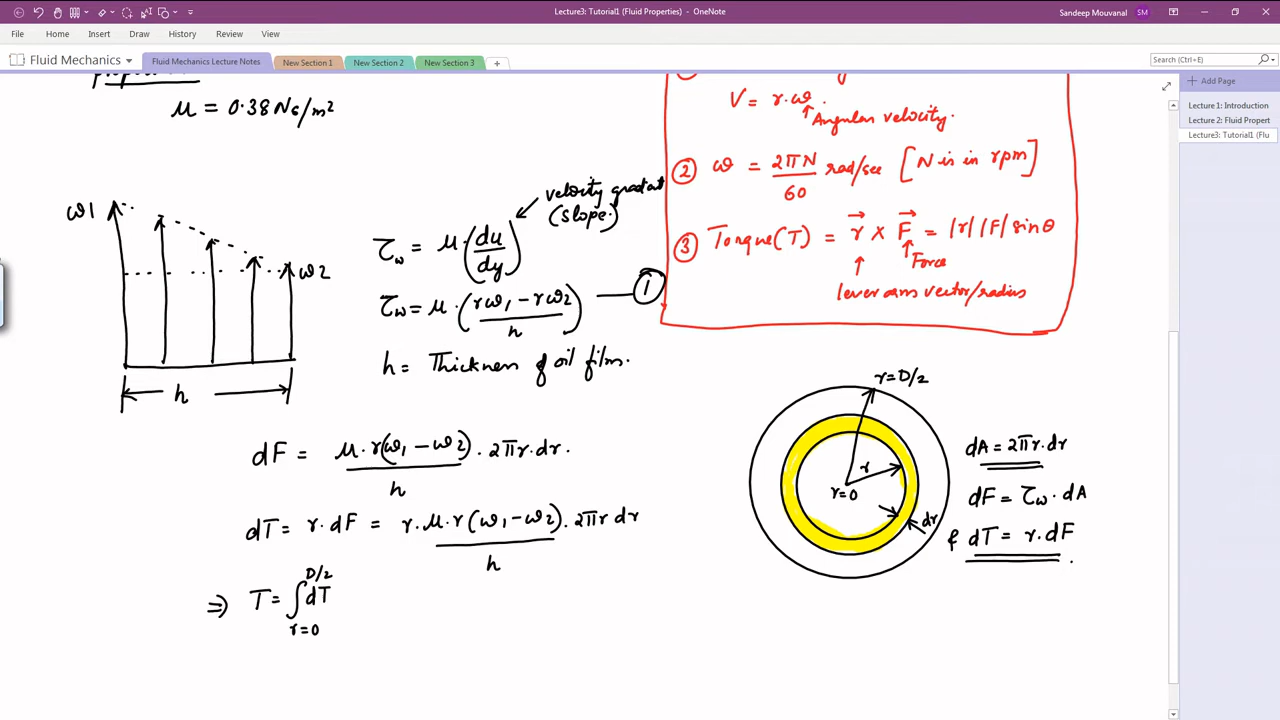 Lecture3: Tutorial1 (Fluid Properties) - OneNote
Sandeep Mouvanal SM
File Home Insert Draw History Review View
Fluid Mechanics
Fluid Mechanics Lecture Notes
New Section 1
New Section 2
New Section 3
Search (Ctrl+E)
Add Page
Lecture 1: Introduction
Lecture 2: Fluid Propert
Lecture3: Tutorial1 (Flu
μ = 0.38 Ns/m²
V = r.ω
Angular velocity.
② ω = 2πN/60 rad/sec [N is in rpm]
③ Torque(T) = r⃗ × F⃗ = |r||F| sinθ
Force
lever arm vector/radius
ω1
ω2
h
velocity gradient
(slope.)
τw = μ.(du/dy)
τw = μ.(rω1 - rω2 / h) — ①
h = Thickness of oil film.
dF = μ.r(ω1 - ω2)/h . 2πr.dr.
dT = r.dF = r.μ.r(ω1 - ω2)/h . 2πr dr
⇒ T = ∫ dT
D/2
r=0
r=D/2
r
r=0
dr
dA = 2πr.dr
dF = τw.dA
& dT = r.dF